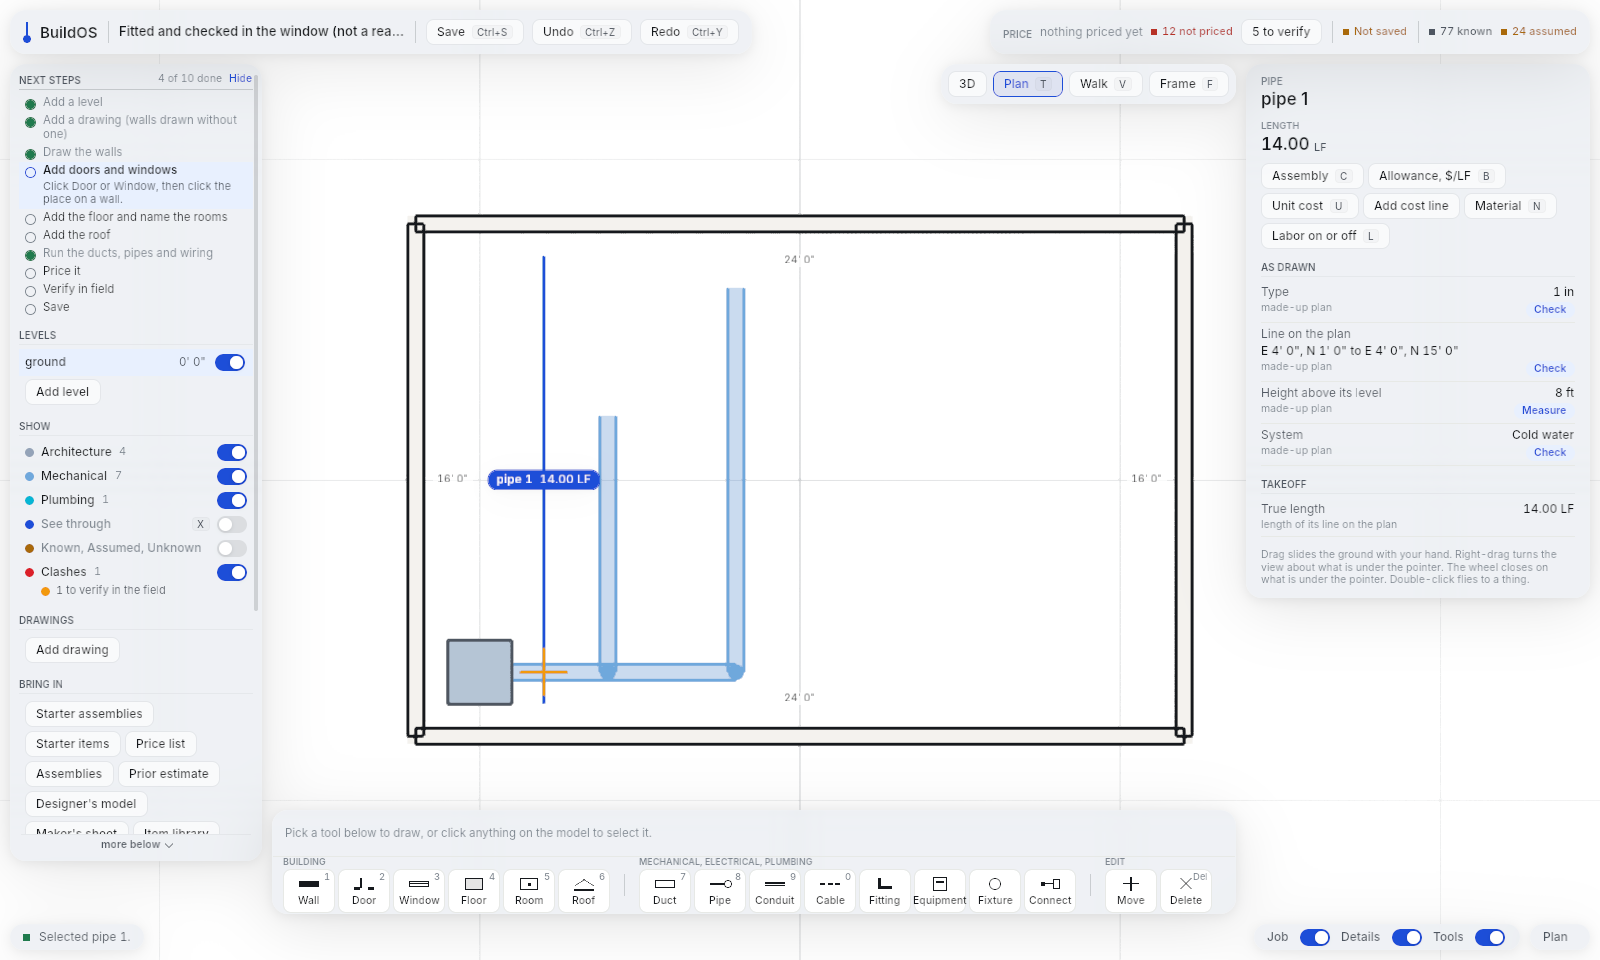 BuildOS
Fitted and checked in the window (not a rea...
Save Ctrl+S
Undo Ctrl+Z
Redo Ctrl+Y
PRICE nothing priced yet
12 not priced
5 to verify
Not saved
77 known
24 assumed
3D
Plan T
Walk V
Frame F
NEXT STEPS
4 of 10 done Hide
Add a level
Add a drawing (walls drawn without
one)
Draw the walls
Add doors and windows
Click Door or Window, then click the
place on a wall.
Add the floor and name the rooms
Add the roof
Run the ducts, pipes and wiring
Price it
Verify in field
Save
LEVELS
ground 0' 0"
Add level
SHOW
Architecture 4
Mechanical 7
Plumbing 1
See through X
Known, Assumed, Unknown
Clashes 1
1 to verify in the field
DRAWINGS
Add drawing
BRING IN
Starter assemblies
Starter items Price list
Assemblies Prior estimate
Designer's model
Maker's sheet Item library
more below
Selected pipe 1.
24' 0"
16' 0"
pipe 1 14.00 LF
16' 0"
24' 0"
PIPE
pipe 1
LENGTH
14.00 LF
Assembly C
Allowance, $/LF B
Unit cost U
Add cost line
Material N
Labor on or off L
AS DRAWN
Type 1 in
made-up plan Check
Line on the plan
E 4' 0", N 1' 0" to E 4' 0", N 15' 0"
made-up plan Check
Height above its level 8 ft
made-up plan Measure
System Cold water
made-up plan Check
TAKEOFF
True length 14.00 LF
length of its line on the plan
Drag slides the ground with your hand. Right-drag turns the
view about what is under the pointer. The wheel closes on
what is under the pointer. Double-click flies to a thing.
Pick a tool below to draw, or click anything on the model to select it.
BUILDING
1 Wall
2 Door
3 Window
4 Floor
5 Room
6 Roof
MECHANICAL, ELECTRICAL, PLUMBING
7 Duct
8 Pipe
9 Conduit
0 Cable
Fitting
Equipment
Fixture
Connect
EDIT
Move
Del Delete
Job
Details
Tools
Plan